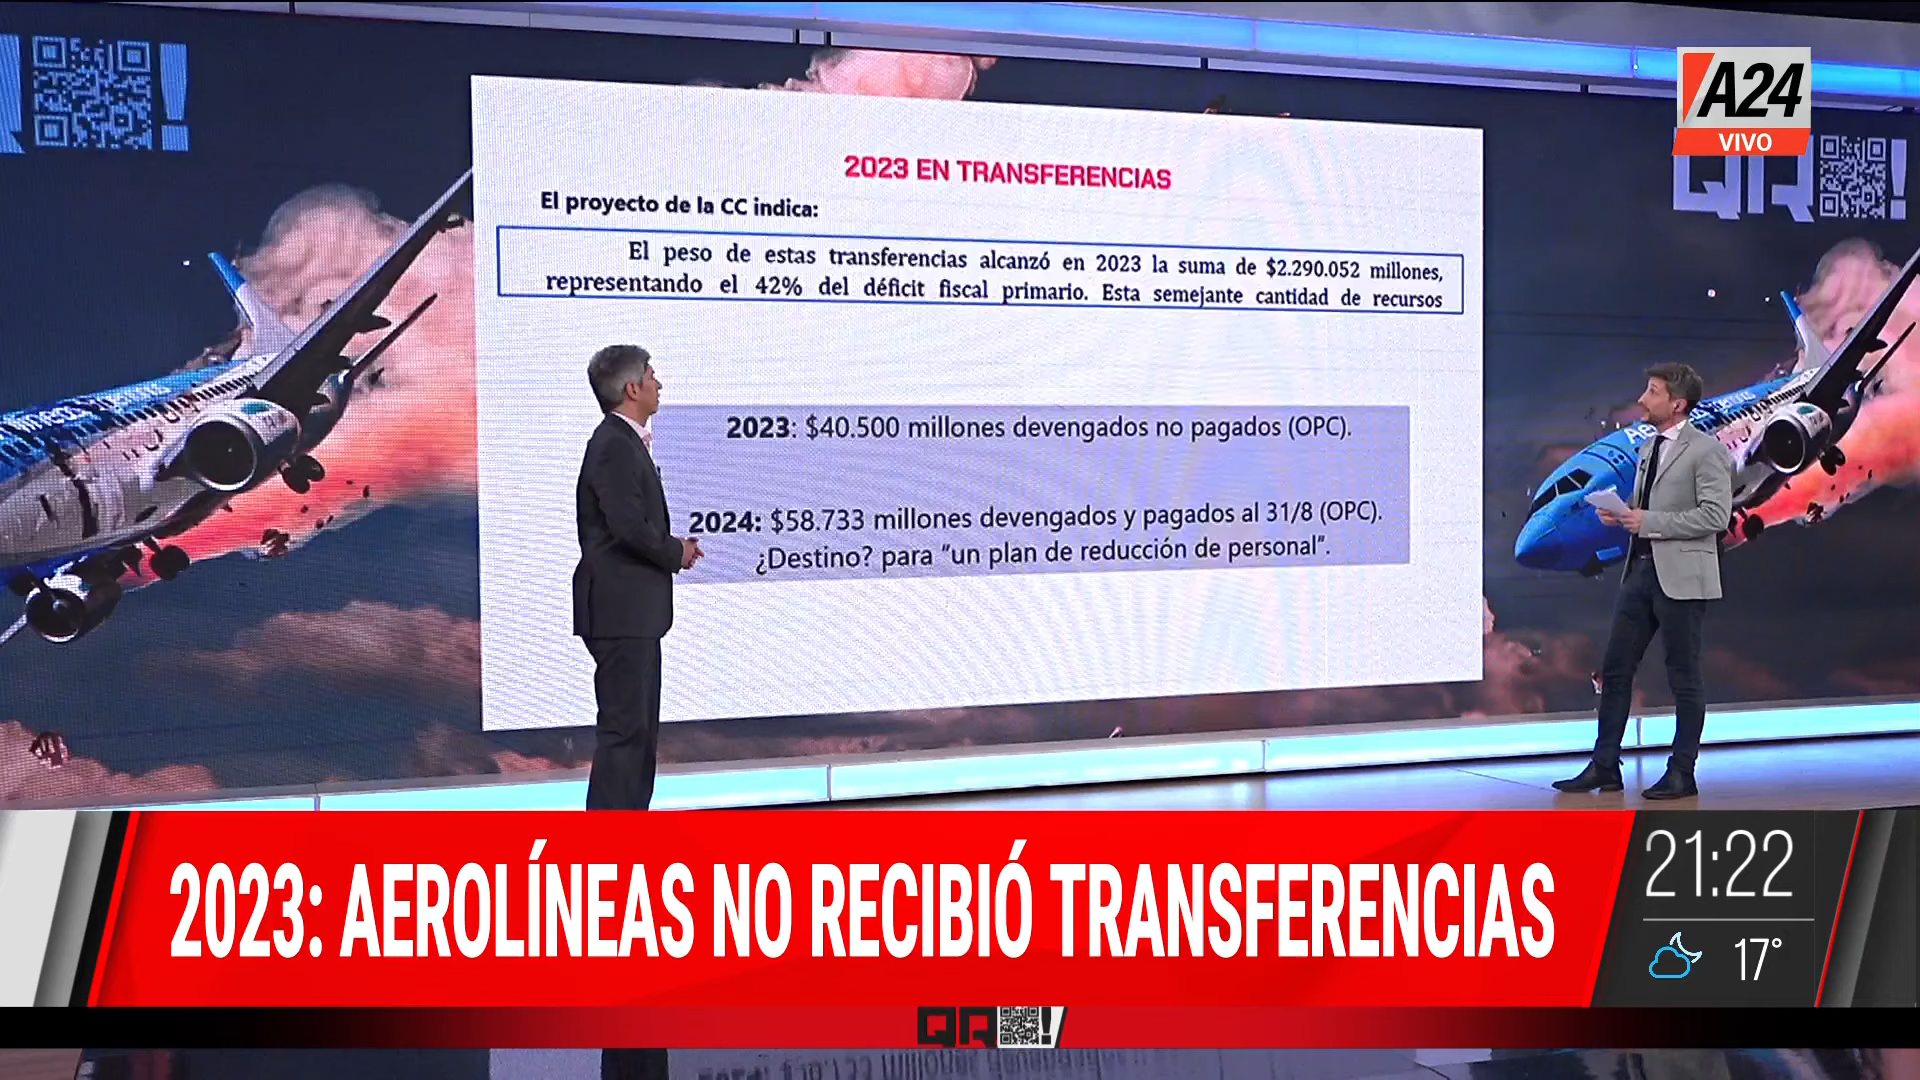 A24
VIVO
QR!
2023 EN TRANSFERENCIAS
El proyecto de la CC indica:
El peso de estas transferencias alcanzó en 2023 la suma de $2.290.052 millones,
representando el 42% del déficit fiscal primario. Esta semejante cantidad de recursos
2023: $40.500 millones devengados no pagados (OPC).
2024: $58.733 millones devengados y pagados al 31/8 (OPC).
¿Destino? para “un plan de reducción de personal”.
2023: AEROLÍNEAS NO RECIBIÓ TRANSFERENCIAS
21:22
17°
QR!